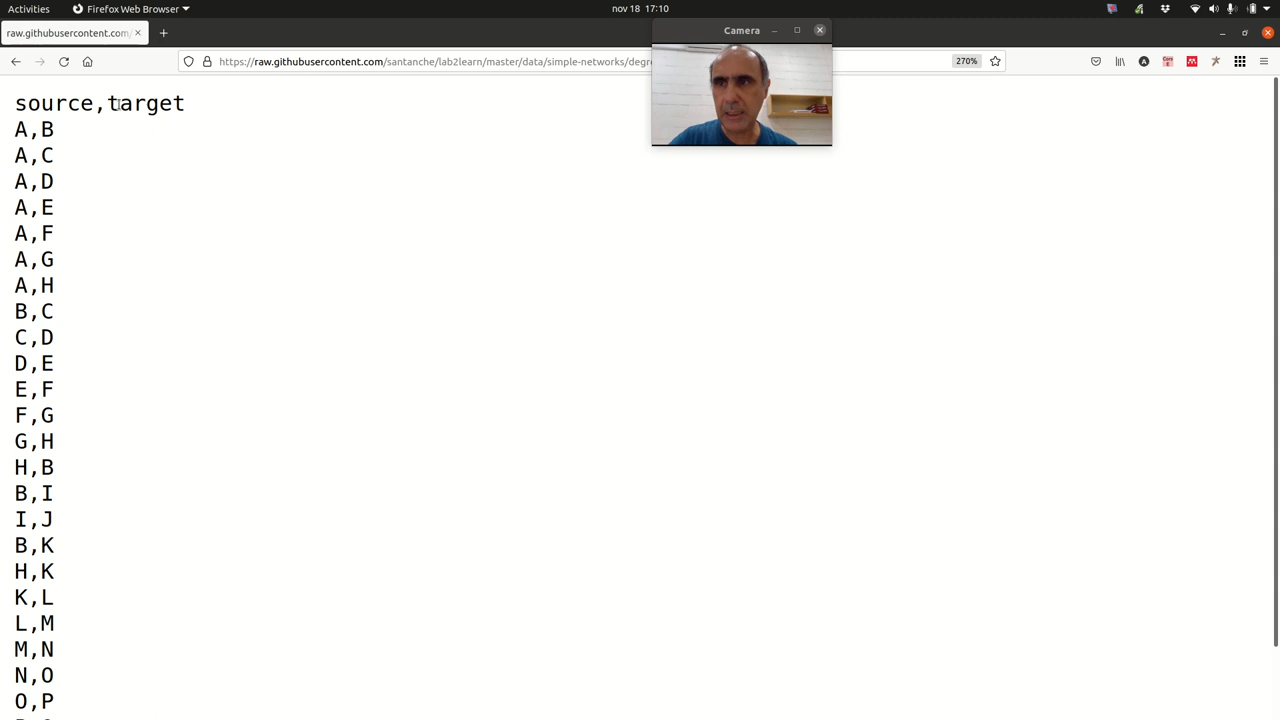 Activities
Firefox Web Browser
nov 18 17:10
raw.githubusercontent.com/
Camera
https://raw.githubusercontent.com/santanche/lab2learn/master/data/simple-networks/degre
270%
source,target
A,B
A,C
A,D
A,E
A,F
A,G
A,H
B,C
C,D
D,E
E,F
F,G
G,H
H,B
B,I
I,J
B,K
H,K
K,L
L,M
M,N
N,O
O,P